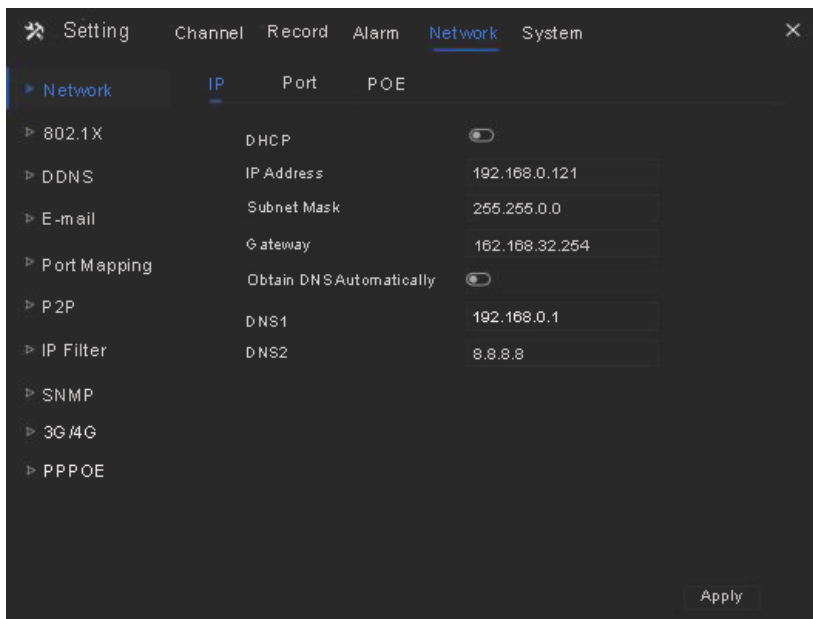 Setting Channel Record Alarm Network System
Network
802.1X
DDNS
E-mail
Port Mapping
P2P
IP Filter
SNMP
3G/4G
PPPOE
IP Port POE
DHCP
IP Address 192.168.0.121
Subnet Mask 255.255.0.0
Gateway 162.168.32.254
Obtain DNS Automatically
DNS1 192.168.0.1
DNS2 8.8.8.8
Apply